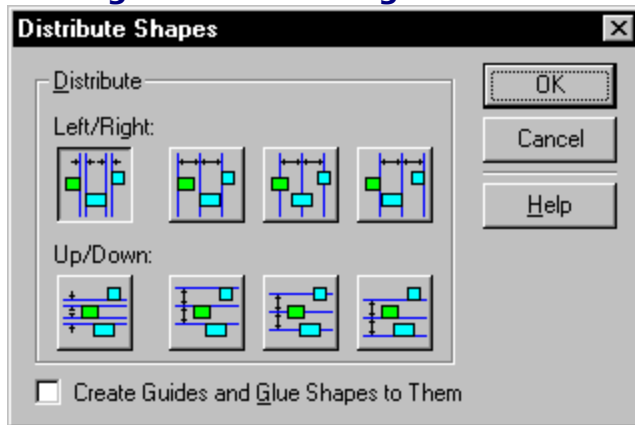 Distribute Shapes
Distribute
Left/Right:
Up/Down:
OK
Cancel
Help
Create Guides and Glue Shapes to Them